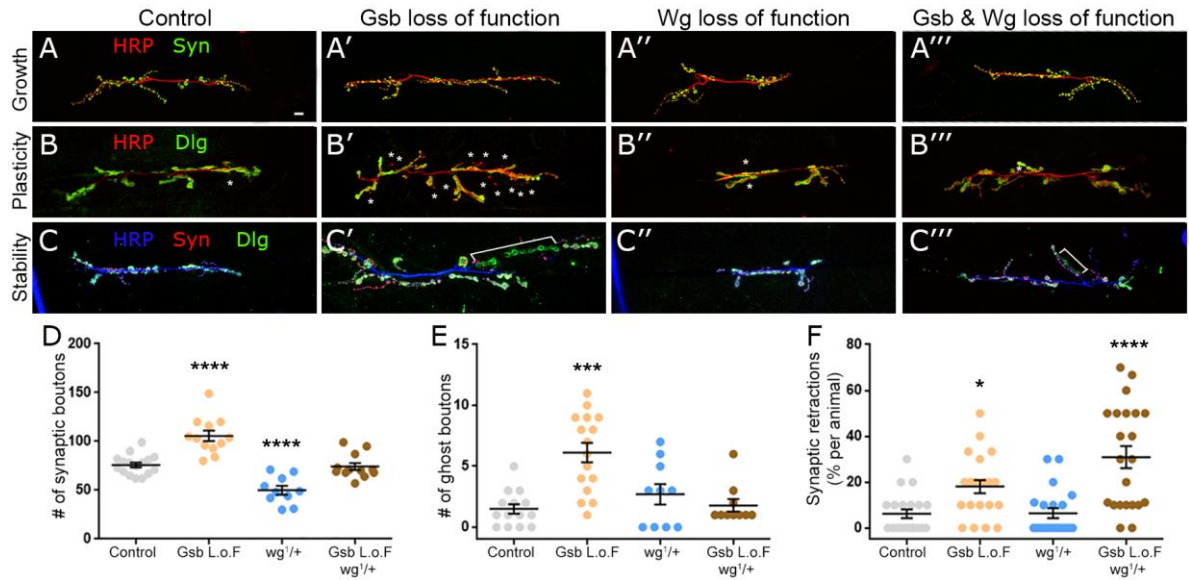 Control Gsb loss of function Wg loss of function Gsb & Wg loss of function
Growth
A HRP Syn A′ A′′ A′′′
Plasticity
B HRP Dlg B′ B′′ B′′′
* * * * * * * * * * * * * * * * *
Stability
C HRP Syn Dlg C′ C′′ C′′′
D
# of synaptic boutons
200
150
100
50
0
**** ****
Control Gsb L.o.F wg¹/+ Gsb L.o.F
wg¹/+
E
# of ghost boutons
15
10
5
0
***
Control Gsb L.o.F wg¹/+ Gsb L.o.F
wg¹/+
F
Synaptic retractions
(% per animal)
80
60
40
20
0
* ****
Control Gsb L.o.F wg¹/+ Gsb L.o.F
wg¹/+